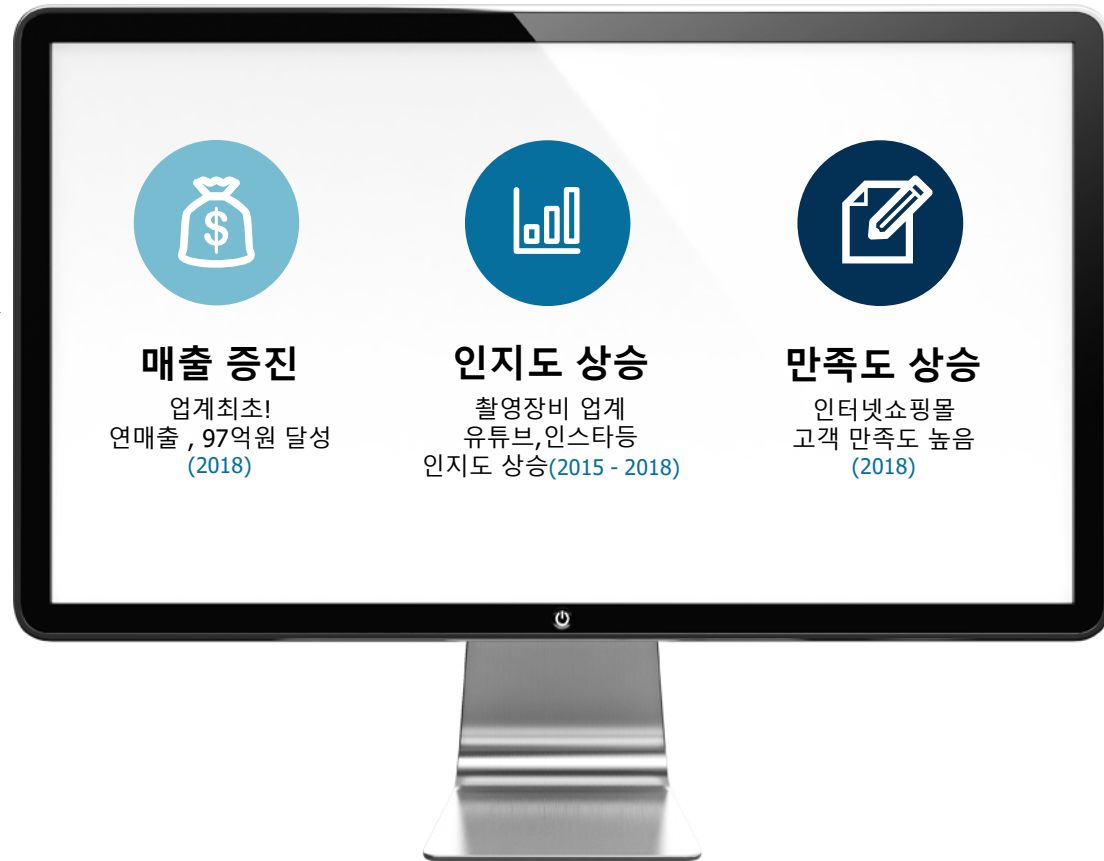 $
매출 증진
업계최초!
연매출 , 97억원 달성
(2018)
인지도 상승
촬영장비 업계
유튜브,인스타등
인지도 상승(2015 - 2018)
만족도 상승
인터넷쇼핑몰
고객 만족도 높음
(2018)